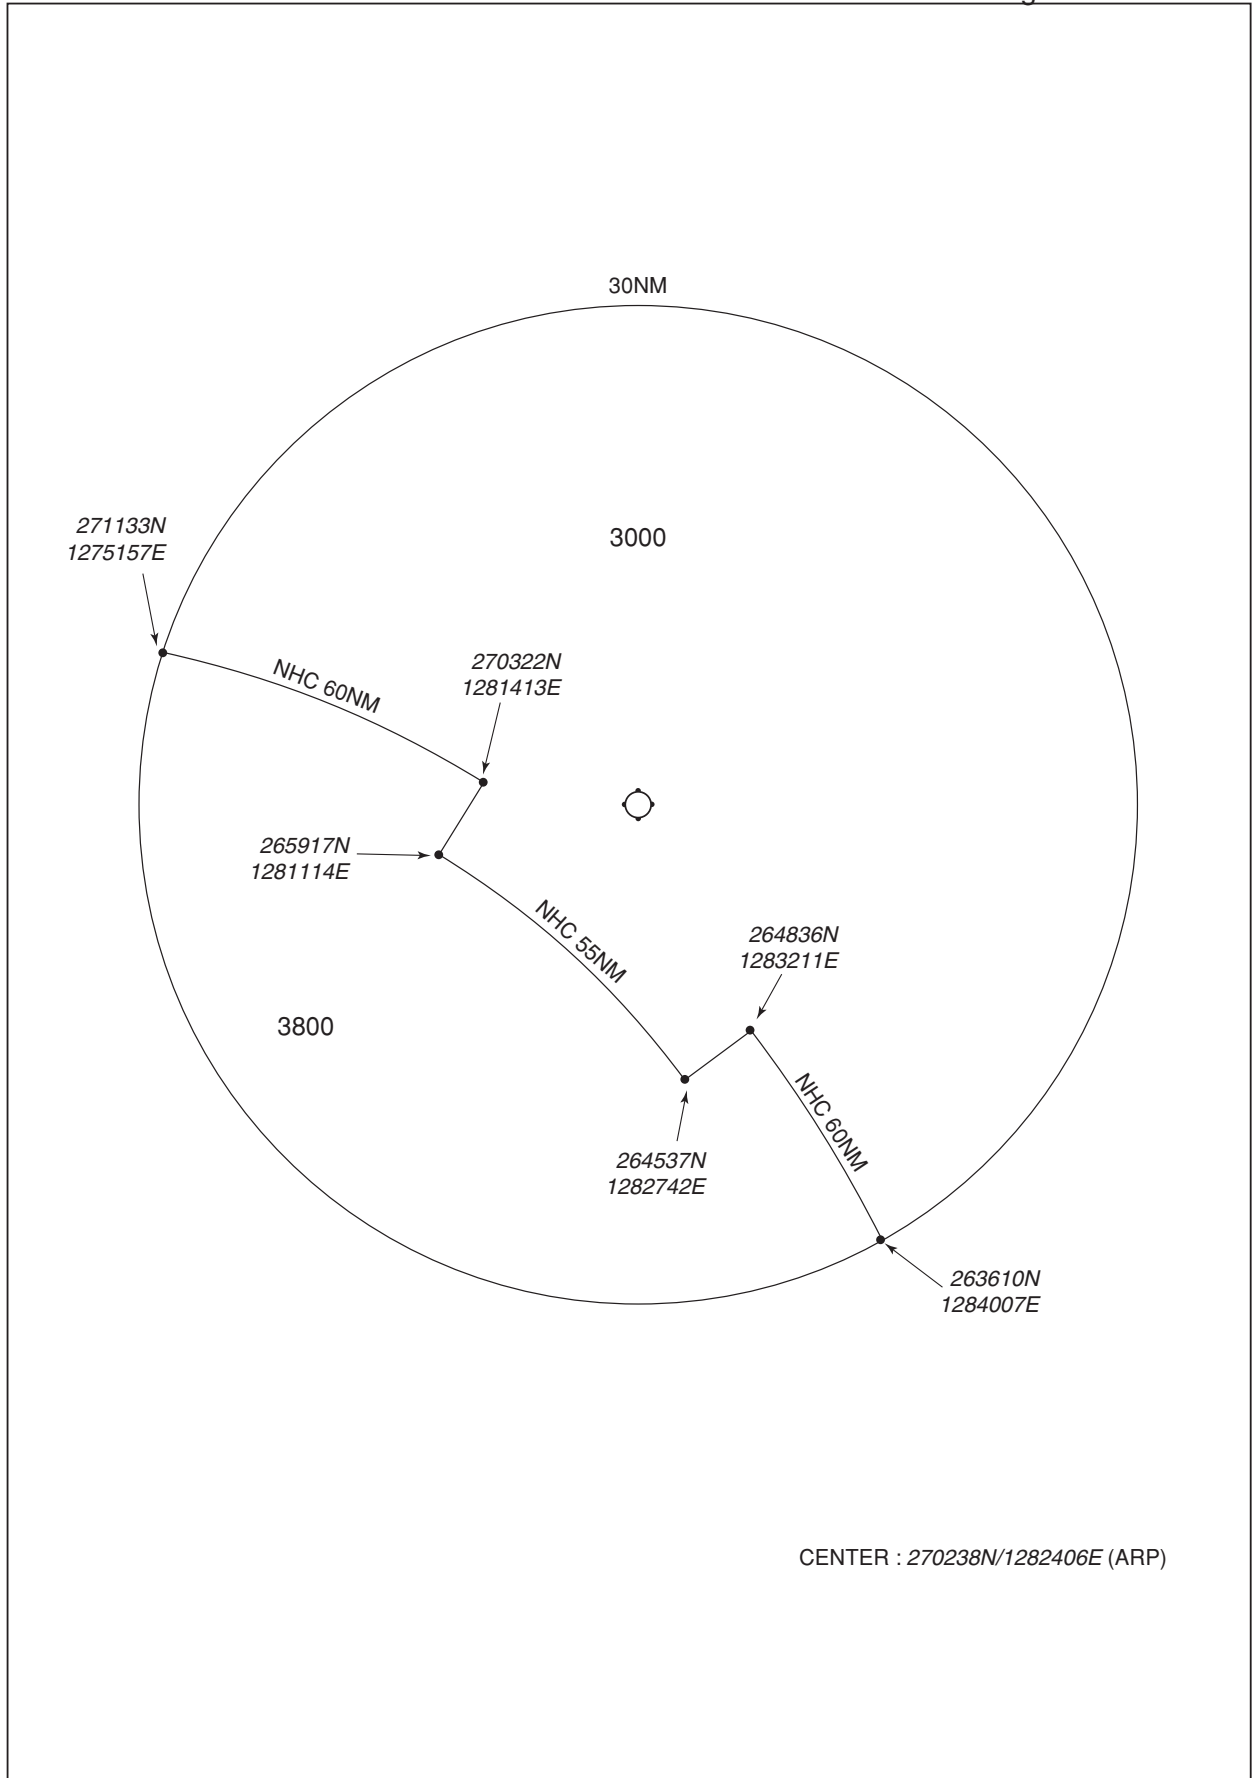 30NM
3000
271133N
1275157E
NHC 60NM
270322N
1281413E
265917N
1281114E
NHC 55NM
264836N
1283211E
3800
NHC 60NM
264537N
1282742E
263610N
1284007E
CENTER : 270238N/1282406E (ARP)